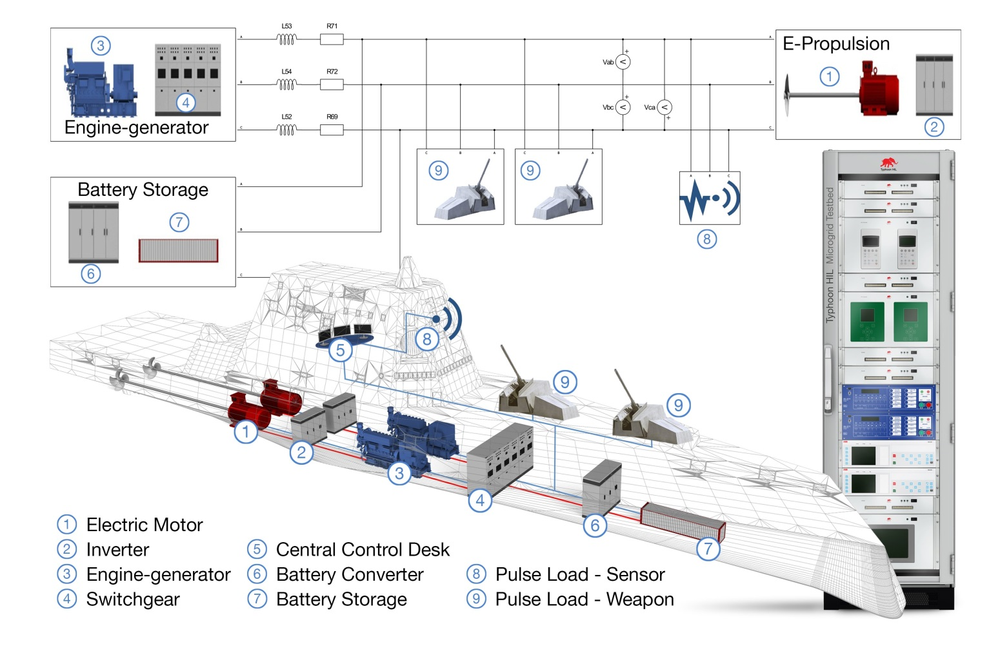 L53
R71
A
A
3
E-Propulsion
Vab
+
1
L54
R72
B
B
4
Vbc
+
Vca
+
Engine-generator
L52
R69
C
C
2
C
B
A
C
B
A
9
9
A
B
C
8
Typhoon HIL
Typhoon HIL Microgrid Testbed
Battery Storage
A
7
B
6
C
8
5
9
9
1
2
3
4
6
7
1 Electric Motor
2 Inverter
3 Engine-generator
4 Switchgear
5 Central Control Desk
6 Battery Converter
7 Battery Storage
8 Pulse Load - Sensor
9 Pulse Load - Weapon